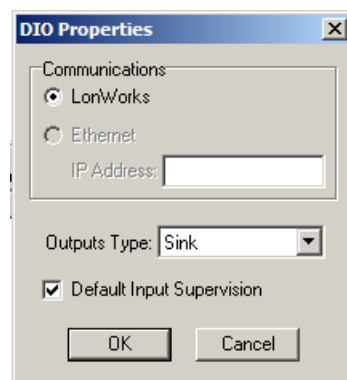 DIO Properties
Communications
LonWorks
Ethernet
IP Address:
Outputs Type: Sink
Default Input Supervision
OK Cancel